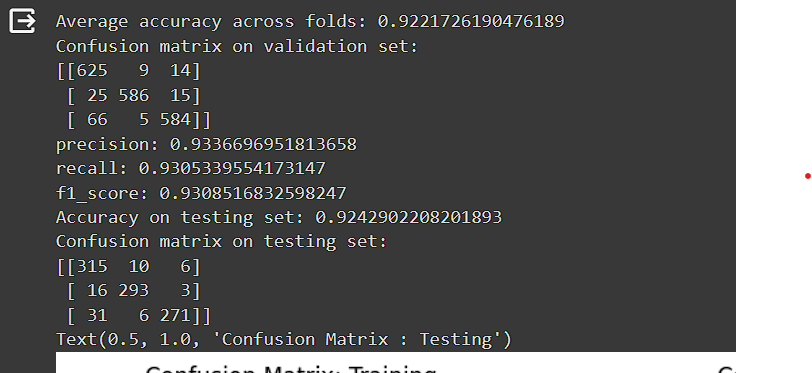 Average accuracy across folds: 0.9221726190476189
Confusion matrix on validation set:
[[625   9  14]
 [ 25 586  15]
 [ 66   5 584]]
precision: 0.9336696951813658
recall: 0.9305339554173147
f1_score: 0.9308516832598247
Accuracy on testing set: 0.9242902208201893
Confusion matrix on testing set:
[[315  10   6]
 [ 16 293   3]
 [ 31   6 271]]
Text(0.5, 1.0, 'Confusion Matrix : Testing')
Confusion Matrix: Training